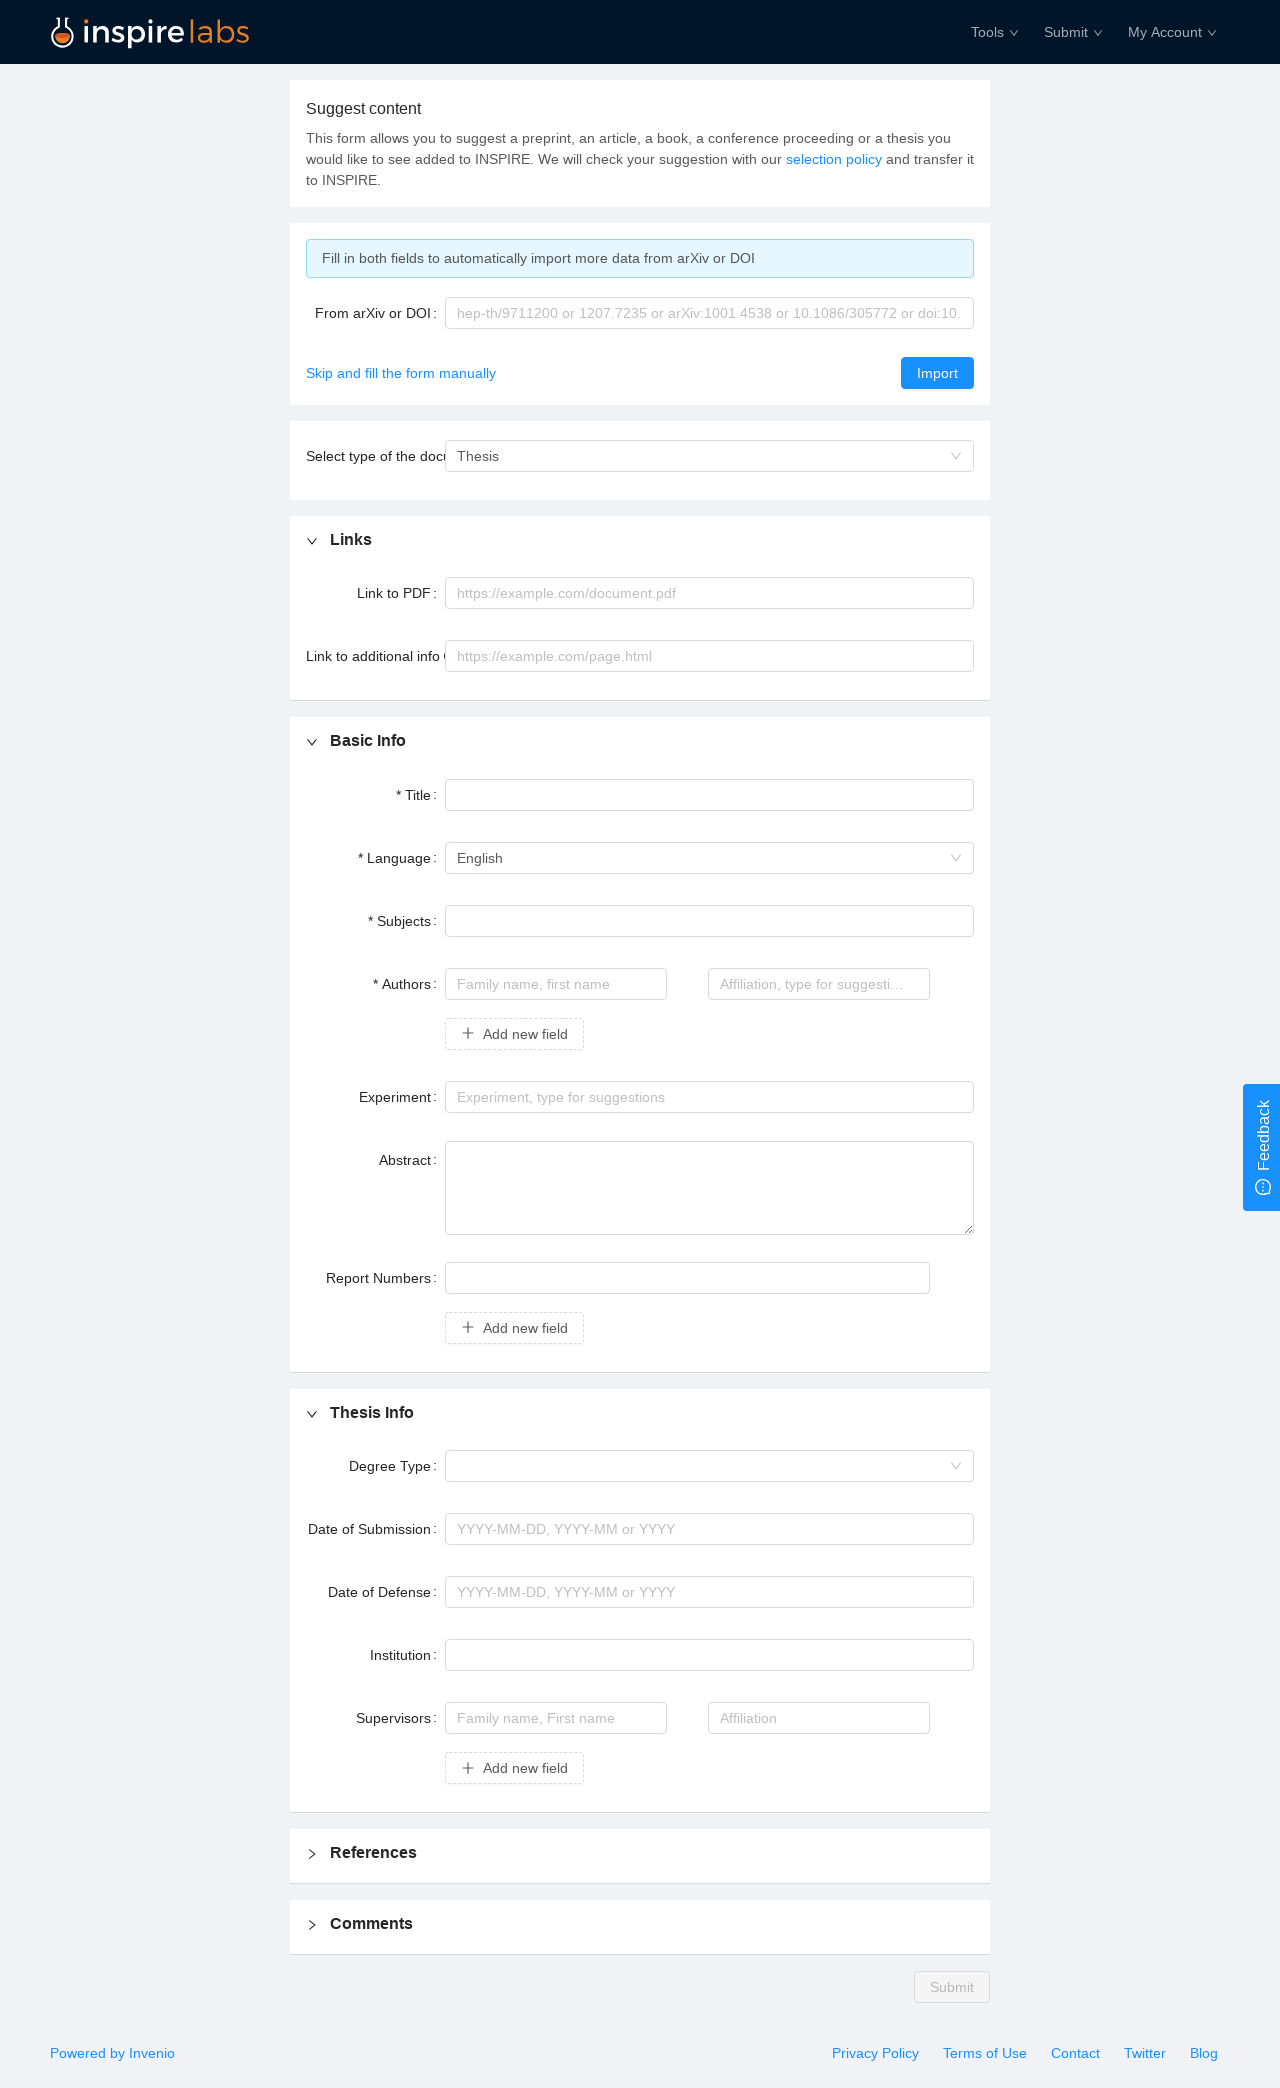 inspire labs
Tools Submit My Account
Suggest content
This form allows you to suggest a preprint, an article, a book, a conference proceeding or a thesis you
would like to see added to INSPIRE. We will check your suggestion with our selection policy and transfer it
to INSPIRE.
Fill in both fields to automatically import more data from arXiv or DOI
From arXiv or DOI : hep-th/9711200 or 1207.7235 or arXiv:1001.4538 or 10.1086/305772 or doi:10.
Skip and fill the form manually Import
Select type of the docu Thesis
Links
Link to PDF : https://example.com/document.pdf
Link to additional info https://example.com/page.html
Basic Info
* Title :
* Language : English
* Subjects :
* Authors : Family name, first name Affiliation, type for suggesti...
Add new field
Experiment : Experiment, type for suggestions
Abstract :
Feedback
Report Numbers :
Add new field
Thesis Info
Degree Type :
Date of Submission : YYYY-MM-DD, YYYY-MM or YYYY
Date of Defense : YYYY-MM-DD, YYYY-MM or YYYY
Institution :
Supervisors : Family name, First name Affiliation
Add new field
References
Comments
Submit
Powered by Invenio Privacy Policy Terms of Use Contact Twitter Blog